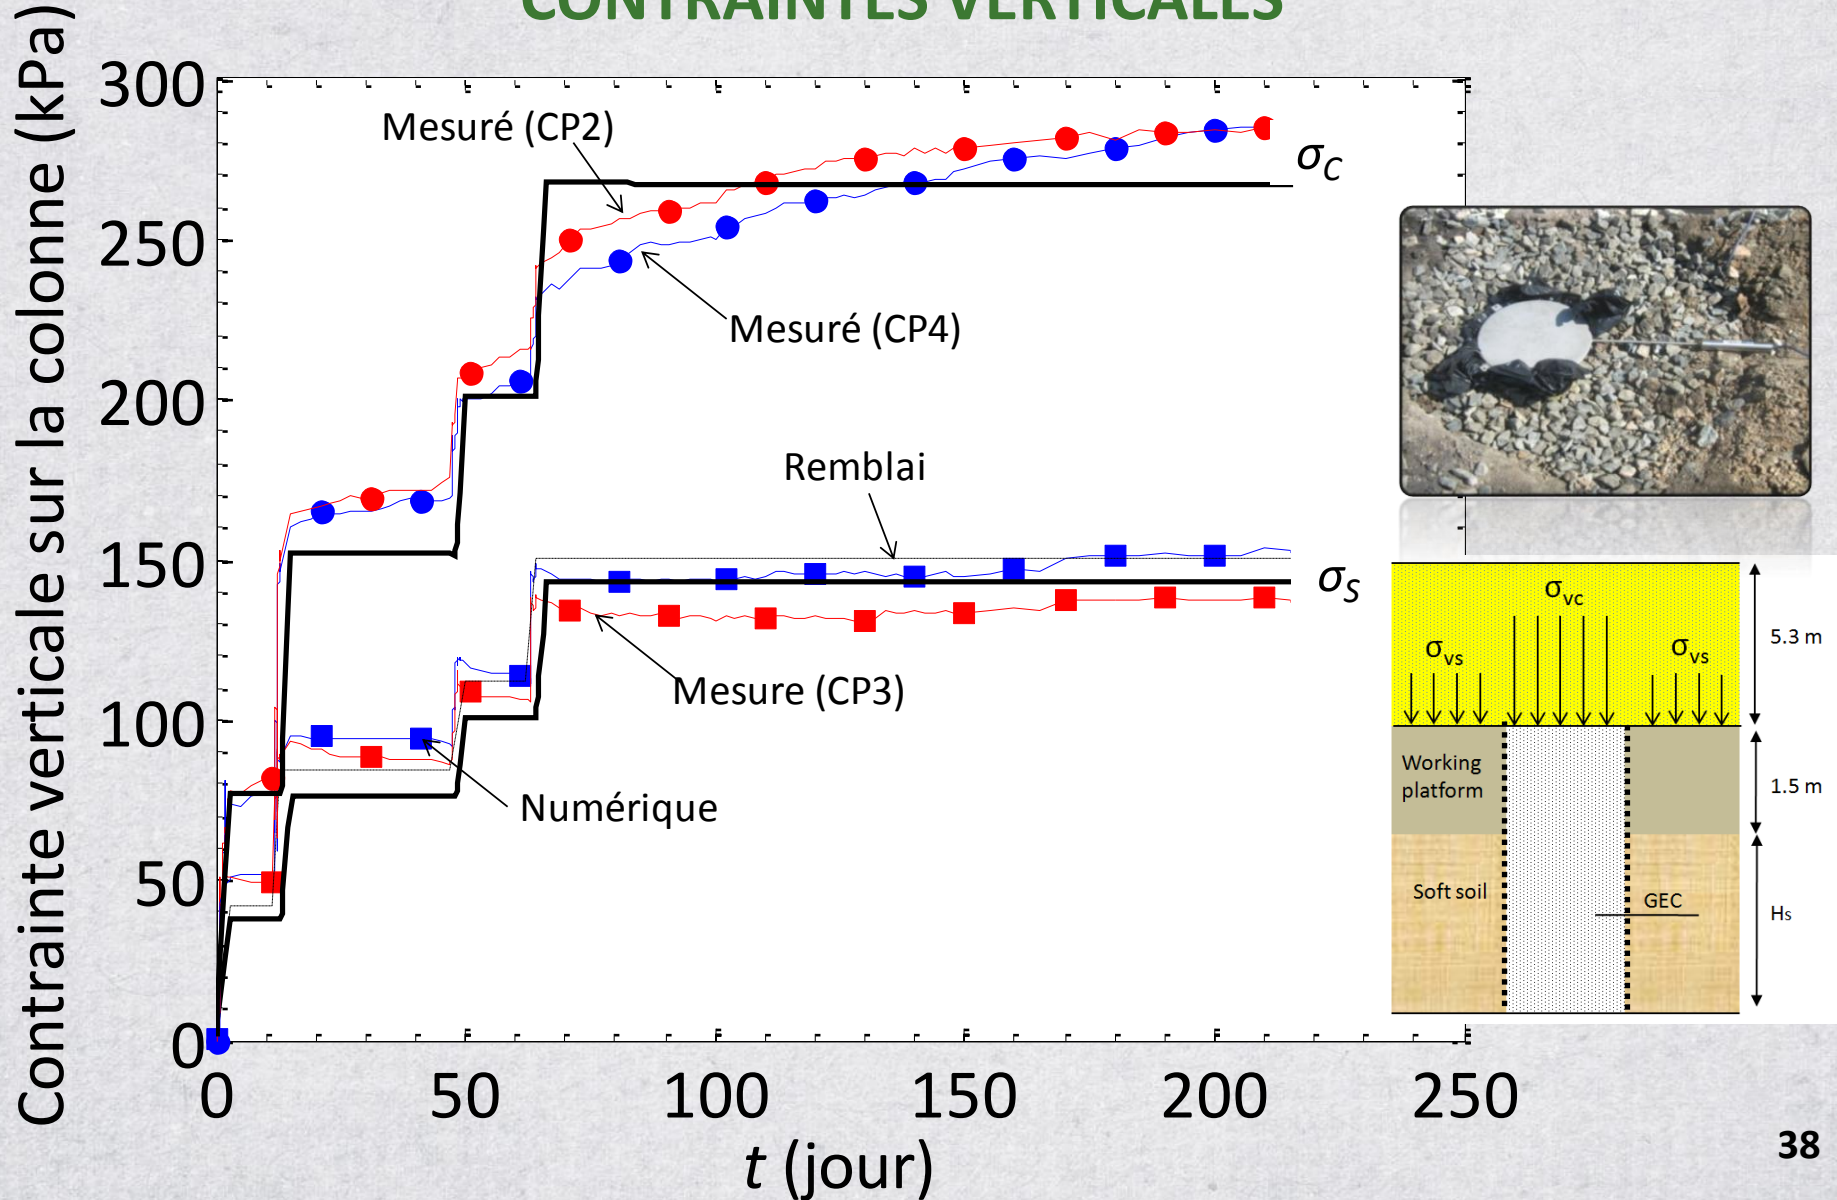 CONTRAINTES VERTICALES
Contrainte verticale sur la colonne (kPa)
300
250
200
150
100
50
0
0
50
100
150
200
250
t (jour)
Mesuré (CP2)
σC
Mesuré (CP4)
Remblai
σS
Mesure (CP3)
Numérique
σvc
σvs
σvs
5.3 m
Working
platform
1.5 m
Soft soil
GEC
Hs
38